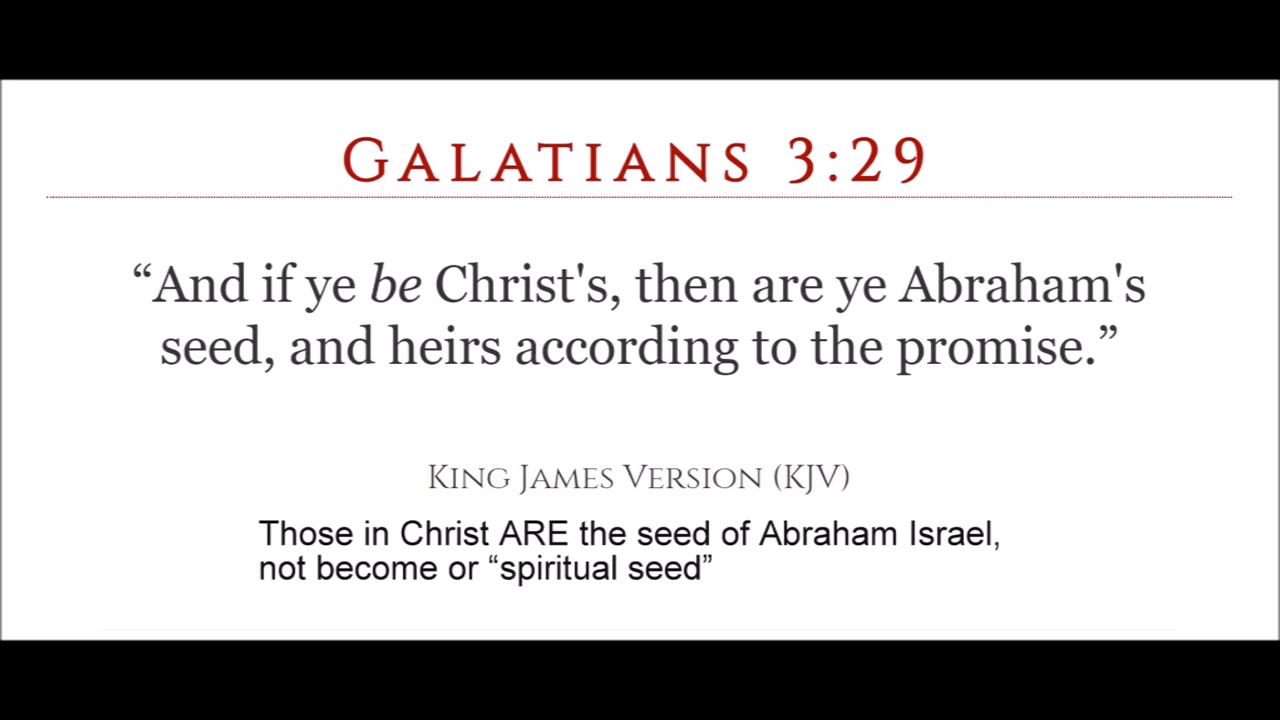 GALATIANS 3:29
“And if ye be Christ's, then are ye Abraham's
seed, and heirs according to the promise.”
KING JAMES VERSION (KJV)
Those in Christ ARE the seed of Abraham Israel,
not become or “spiritual seed”